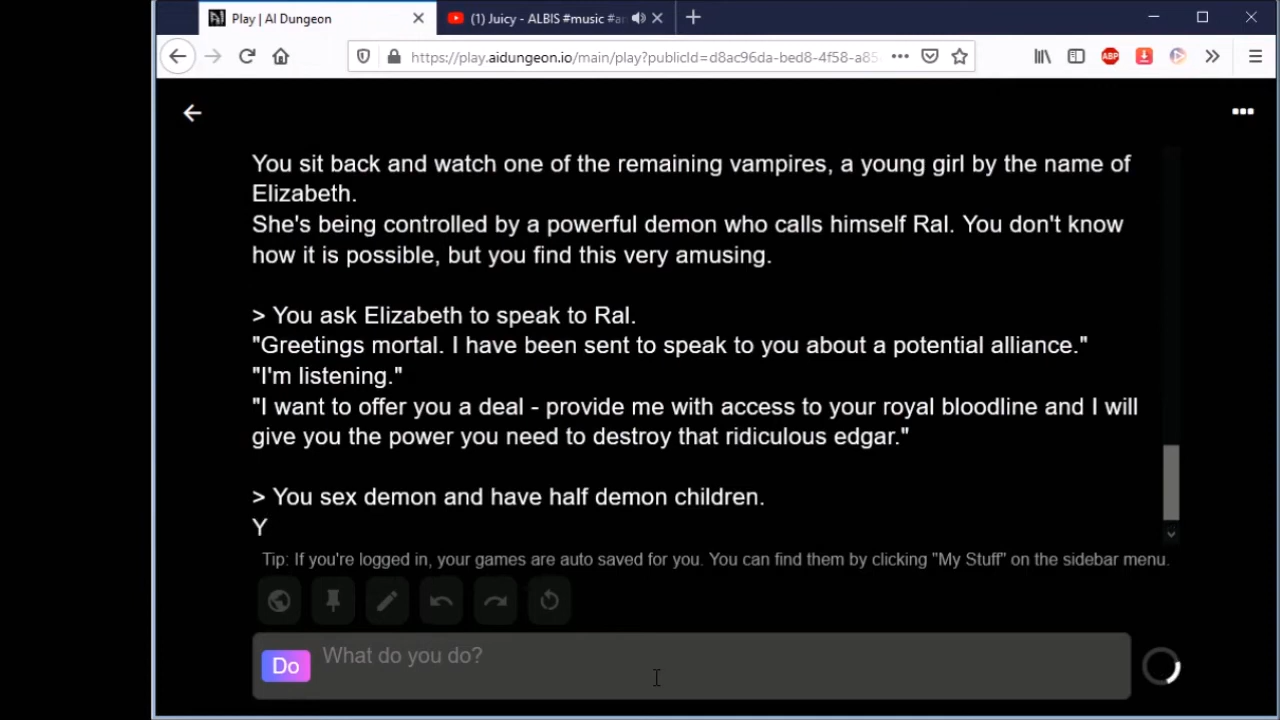 Play | AI Dungeon
(1) Juicy - ALBIS #music #a
https://play.aidungeon.io/main/play?publicId=d8ac96da-bed8-4f58-a85
ABP
You sit back and watch one of the remaining vampires, a young girl by the name of
Elizabeth.
She's being controlled by a powerful demon who calls himself Ral. You don't know
how it is possible, but you find this very amusing.
> You ask Elizabeth to speak to Ral.
"Greetings mortal. I have been sent to speak to you about a potential alliance."
"I'm listening."
"I want to offer you a deal - provide me with access to your royal bloodline and I will
give you the power you need to destroy that ridiculous edgar."
> You sex demon and have half demon children.
Y
Tip: If you're logged in, your games are auto saved for you. You can find them by clicking "My Stuff" on the sidebar menu.
Do What do you do?